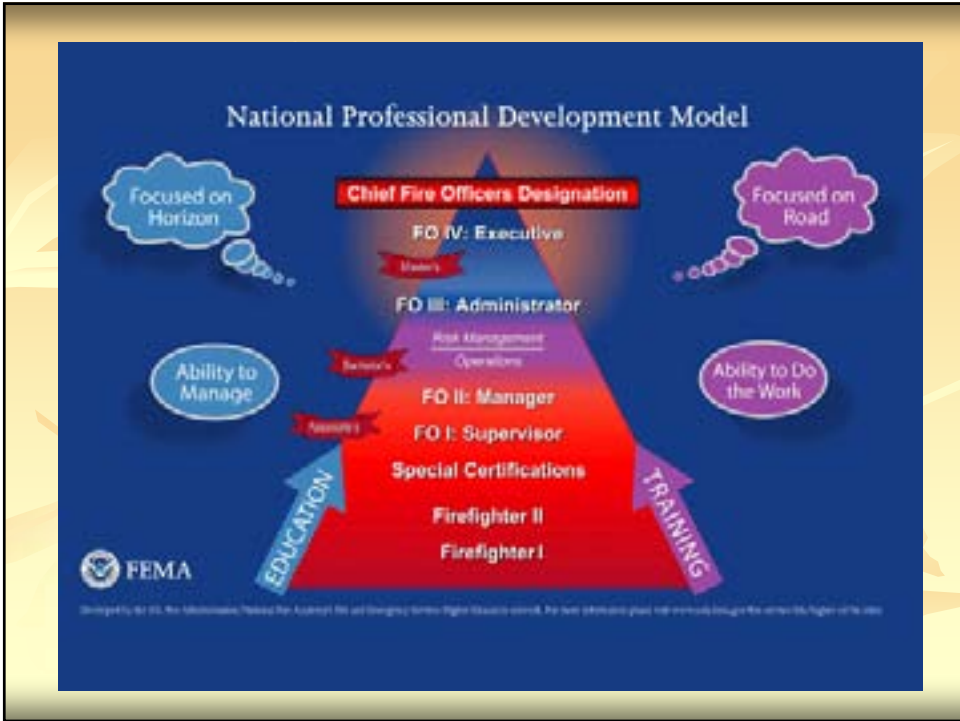 National Professional Development Model
Focused on
Horizon
Focused on
Road
Chief Fire Officers Designation
FO IV: Executive
Master's
FO III: Administrator
Risk Management
Operations
Bachelor's
Ability to
Manage
Ability to Do
the Work
FO II: Manager
Associate's
FO I: Supervisor
Special Certifications
Firefighter II
Firefighter I
EDUCATION
TRAINING
FEMA